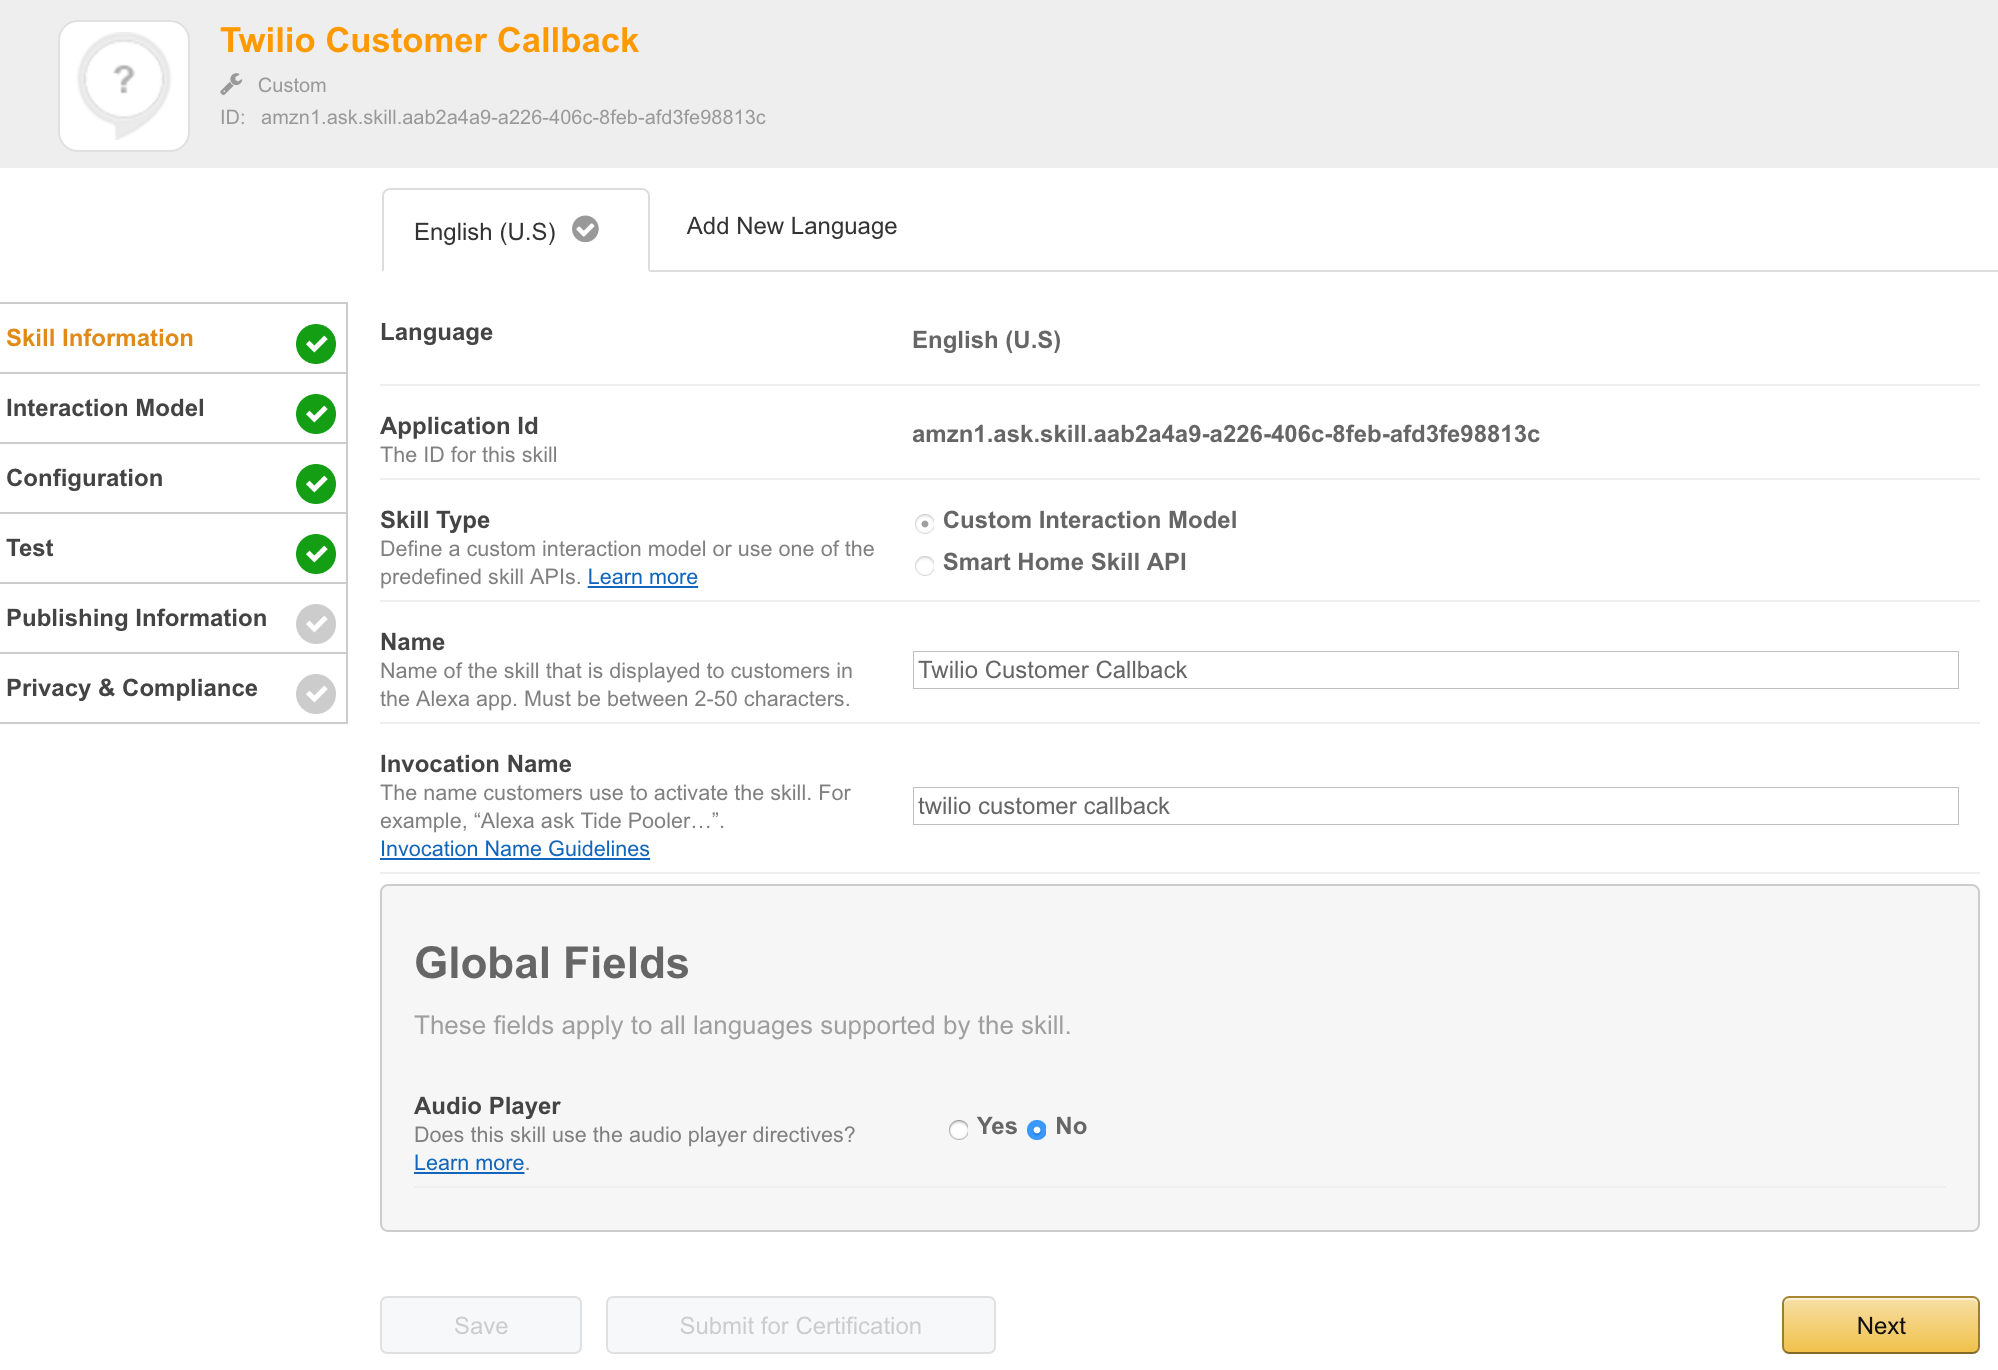 ?
Twilio Customer Callback
Custom
ID: amzn1.ask.skill.aab2a4a9-a226-406c-8feb-afd3fe98813c
English (U.S)
Add New Language
Skill Information
Interaction Model
Configuration
Test
Publishing Information
Privacy & Compliance
Language
English (U.S)
Application Id
The ID for this skill
amzn1.ask.skill.aab2a4a9-a226-406c-8feb-afd3fe98813c
Skill Type
Define a custom interaction model or use one of the
predefined skill APIs. Learn more
Custom Interaction Model
Smart Home Skill API
Name
Name of the skill that is displayed to customers in
the Alexa app. Must be between 2-50 characters.
Twilio Customer Callback
Invocation Name
The name customers use to activate the skill. For
example, “Alexa ask Tide Pooler…”.
Invocation Name Guidelines
twilio customer callback
Global Fields
These fields apply to all languages supported by the skill.
Audio Player
Does this skill use the audio player directives?
Learn more.
Yes No
Save
Submit for Certification
Next